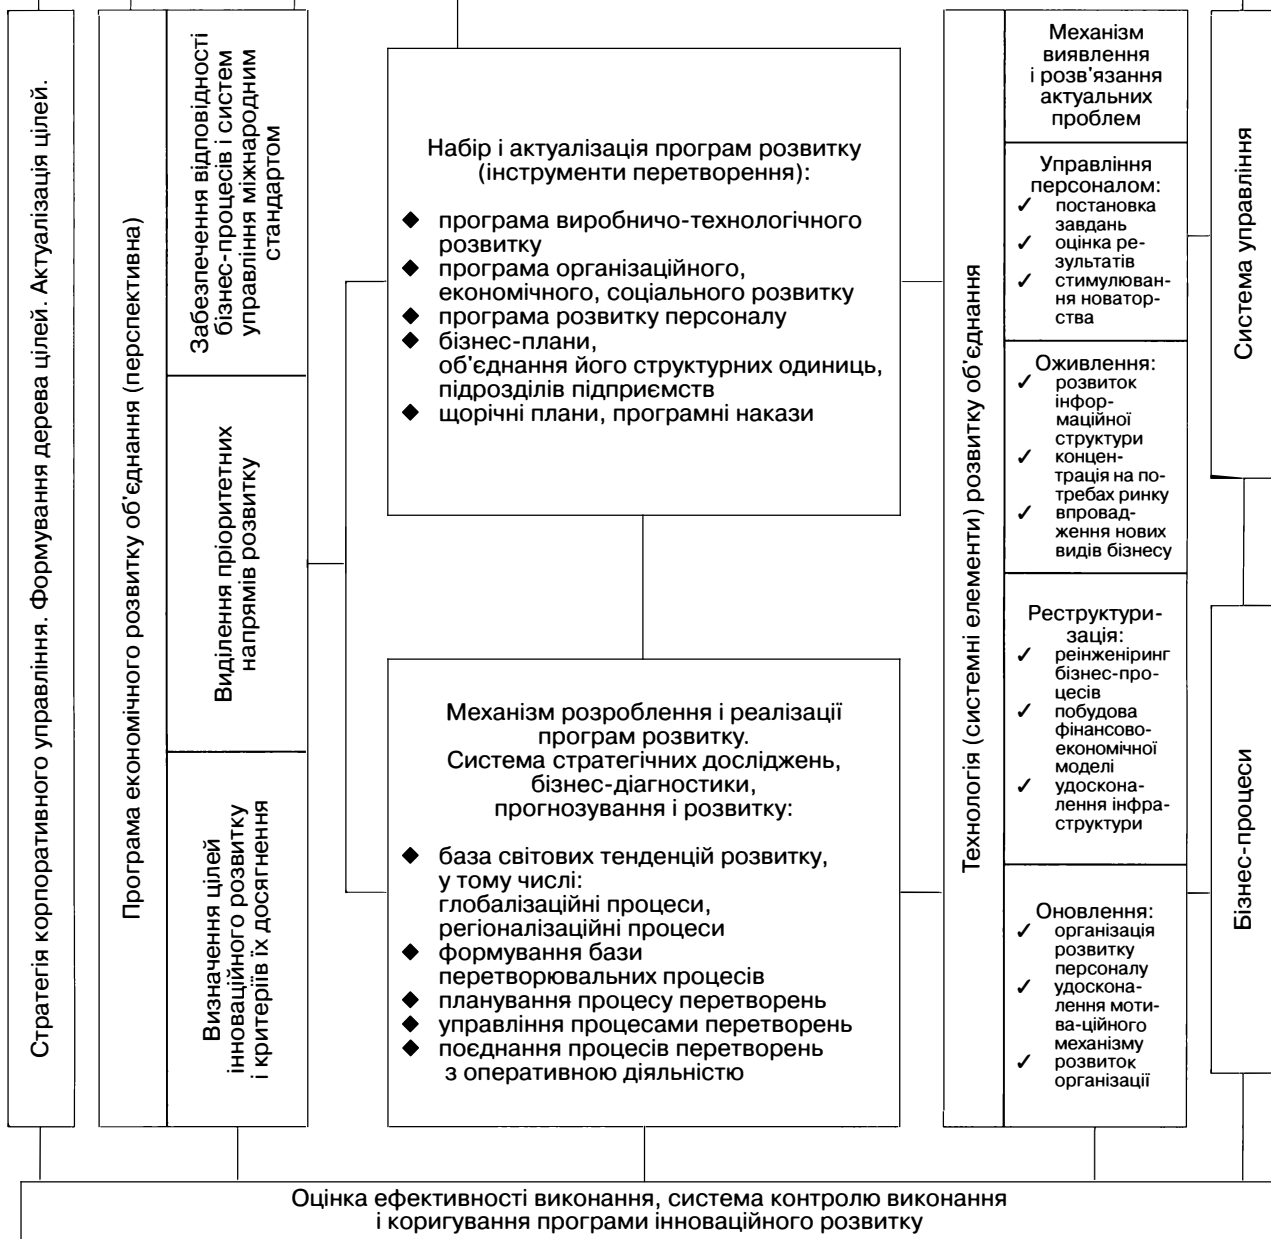 Стратегія корпоративного управління. Формування дерева цілей. Актуалізація цілей.
Програма економічного розвитку об'єднання (перспективна)
Забезпечення відповідності
бізнес-процесів і систем
управління міжнародним
стандартом
Виділення пріоритетних
напрямів розвитку
Визначення цілей
інноваційного розвитку
і критеріїв їх досягнення
Набір і актуалізація програм розвитку
(інструменти перетворення):
◆ програма виробничо-технологічного
розвитку
◆ програма організаційного,
економічного, соціального розвитку
◆ програма розвитку персоналу
◆ бізнес-плани,
об'єднання його структурних одиниць,
підрозділів підприємств
◆ щорічні плани, програмні накази
Механізм розроблення і реалізації
програм розвитку.
Система стратегічних досліджень,
бізнес-діагностики,
прогнозування і розвитку:
◆ база світових тенденцій розвитку,
у тому числі:
глобалізаційні процеси,
регіоналізаційні процеси
◆ формування бази
перетворювальних процесів
◆ планування процесу перетворень
◆ управління процесами перетворень
◆ поєднання процесів перетворень
з оперативною діяльністю
Технологія (системні елементи) розвитку об'єднання
Механізм
виявлення
і розв'язання
актуальних
проблем
Управління
персоналом:
✓ постановка
завдань
✓ оцінка ре-
зультатів
✓ стимулюван-
ня новатор-
ства
Оживлення:
✓ розвиток
інфор-
маційної
структури
✓ концен-
трація на по-
требах ринку
✓ впровад-
ження нових
видів бізнесу
Реструктури-
зація:
✓ реінженіринг
бізнес-про-
цесів
✓ побудова
фінансово-
економічної
моделі
✓ удоскона-
лення інфра-
структури
Оновлення:
✓ організація
розвитку
персоналу
✓ удоскона-
лення моти-
ва-ційного
механізму
✓ розвиток
організації
Система управління
Бізнес-процеси
Оцінка ефективності виконання, система контролю виконання
і коригування програми інноваційного розвитку